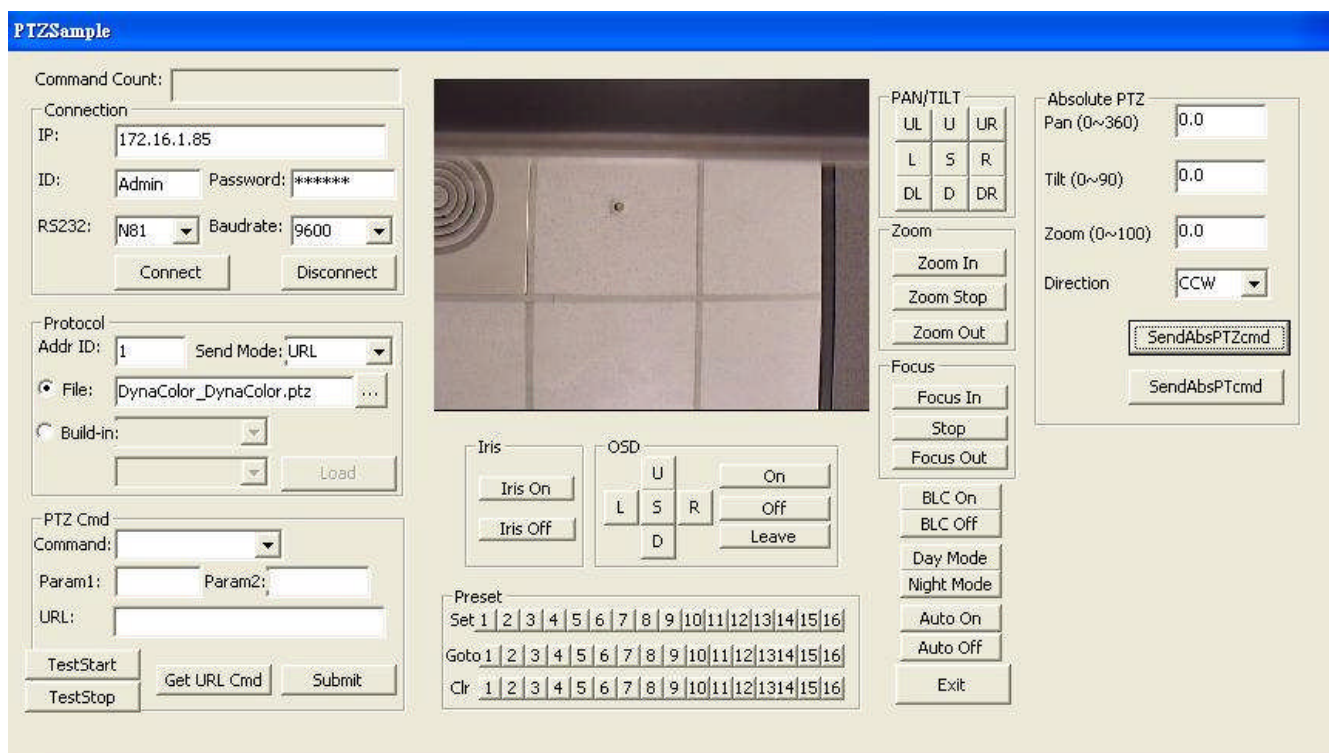 PTZSample
Command Count:
Connection
IP: 172.16.1.85
ID: Admin Password: ******
RS232: N81 Baudrate: 9600
Connect Disconnect
Protocol
Addr ID: 1 Send Mode: URL
File: DynaColor_DynaColor.ptz ...
Build-in:
Load
PTZ Cmd
Command:
Param1: Param2:
URL:
TestStart
TestStop
Get URL Cmd Submit
Iris
Iris On
Iris Off
OSD
U
L S R
D
On
Off
Leave
Preset
Set 1 2 3 4 5 6 7 8 9 10 11 12 13 14 15 16
Goto 1 2 3 4 5 6 7 8 9 10 11 12 13 14 15 16
Clr 1 2 3 4 5 6 7 8 9 10 11 12 13 14 15 16
PAN/TILT
UL U UR
L S R
DL D DR
Zoom
Zoom In
Zoom Stop
Zoom Out
Focus
Focus In
Stop
Focus Out
BLC On
BLC Off
Day Mode
Night Mode
Auto On
Auto Off
Exit
Absolute PTZ
Pan (0~360) 0.0
Tilt (0~90) 0.0
Zoom (0~100) 0.0
Direction CCW
SendAbsPTZcmd
SendAbsPTcmd